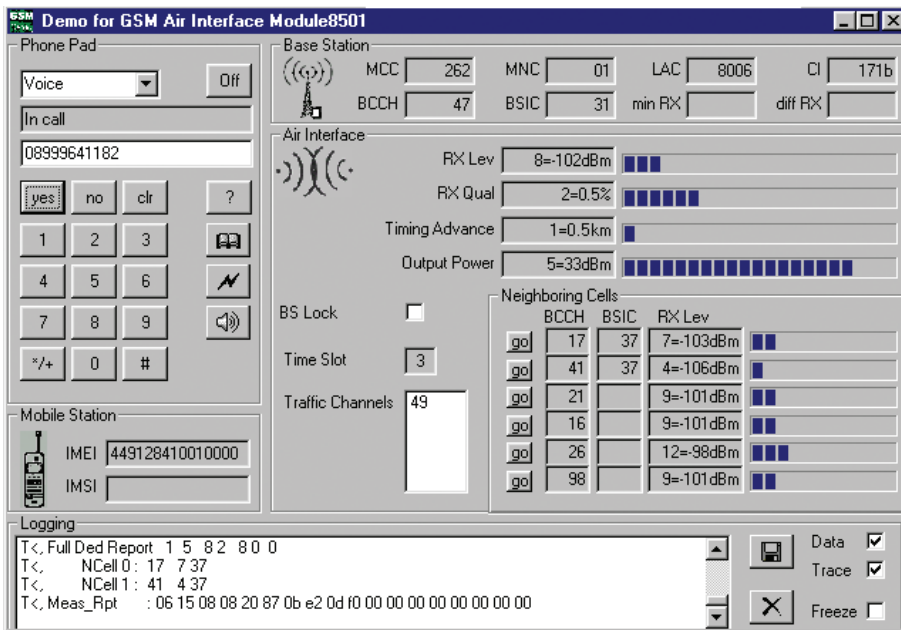 GSM Demo for GSM Air Interface Module8501
Phone Pad
Voice
Off
In call
08999641182
yes no clr ?
1 2 3
4 5 6
7 8 9
*/+ 0 #
Mobile Station
IMEI 449128410010000
IMSI
Base Station
MCC 262 MNC 01 LAC 8006 CI 171b
BCCH 47 BSIC 31 min RX diff RX
Air Interface
RX Lev 8=-102dBm
RX Qual 2=0.5%
Timing Advance 1=0.5km
Output Power 5=33dBm
BS Lock
Time Slot 3
Traffic Channels 49
Neighboring Cells
BCCH BSIC RX Lev
go 17 37 7=-103dBm
go 41 37 4=-106dBm
go 21 9=-101dBm
go 16 9=-101dBm
go 26 12=-98dBm
go 98 9=-101dBm
Logging
T<, Full Ded Report 1 5 8 2 8 0 0
T<, NCell 0 : 17 7 37
T<, NCell 1 : 41 4 37
T<, Meas_Rpt : 06 15 08 08 20 87 0b e2 0d f0 00 00 00 00 00 00 00 00
Data
Trace
Freeze